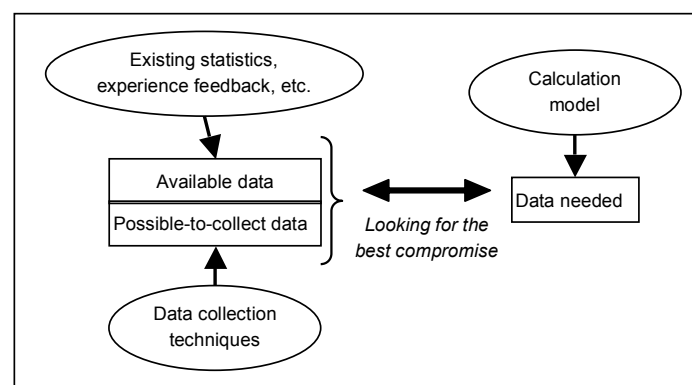 Existing statistics,
experience feedback, etc.
Calculation
model
Available data
Possible-to-collect data
Data needed
Looking for the
best compromise
Data collection
techniques